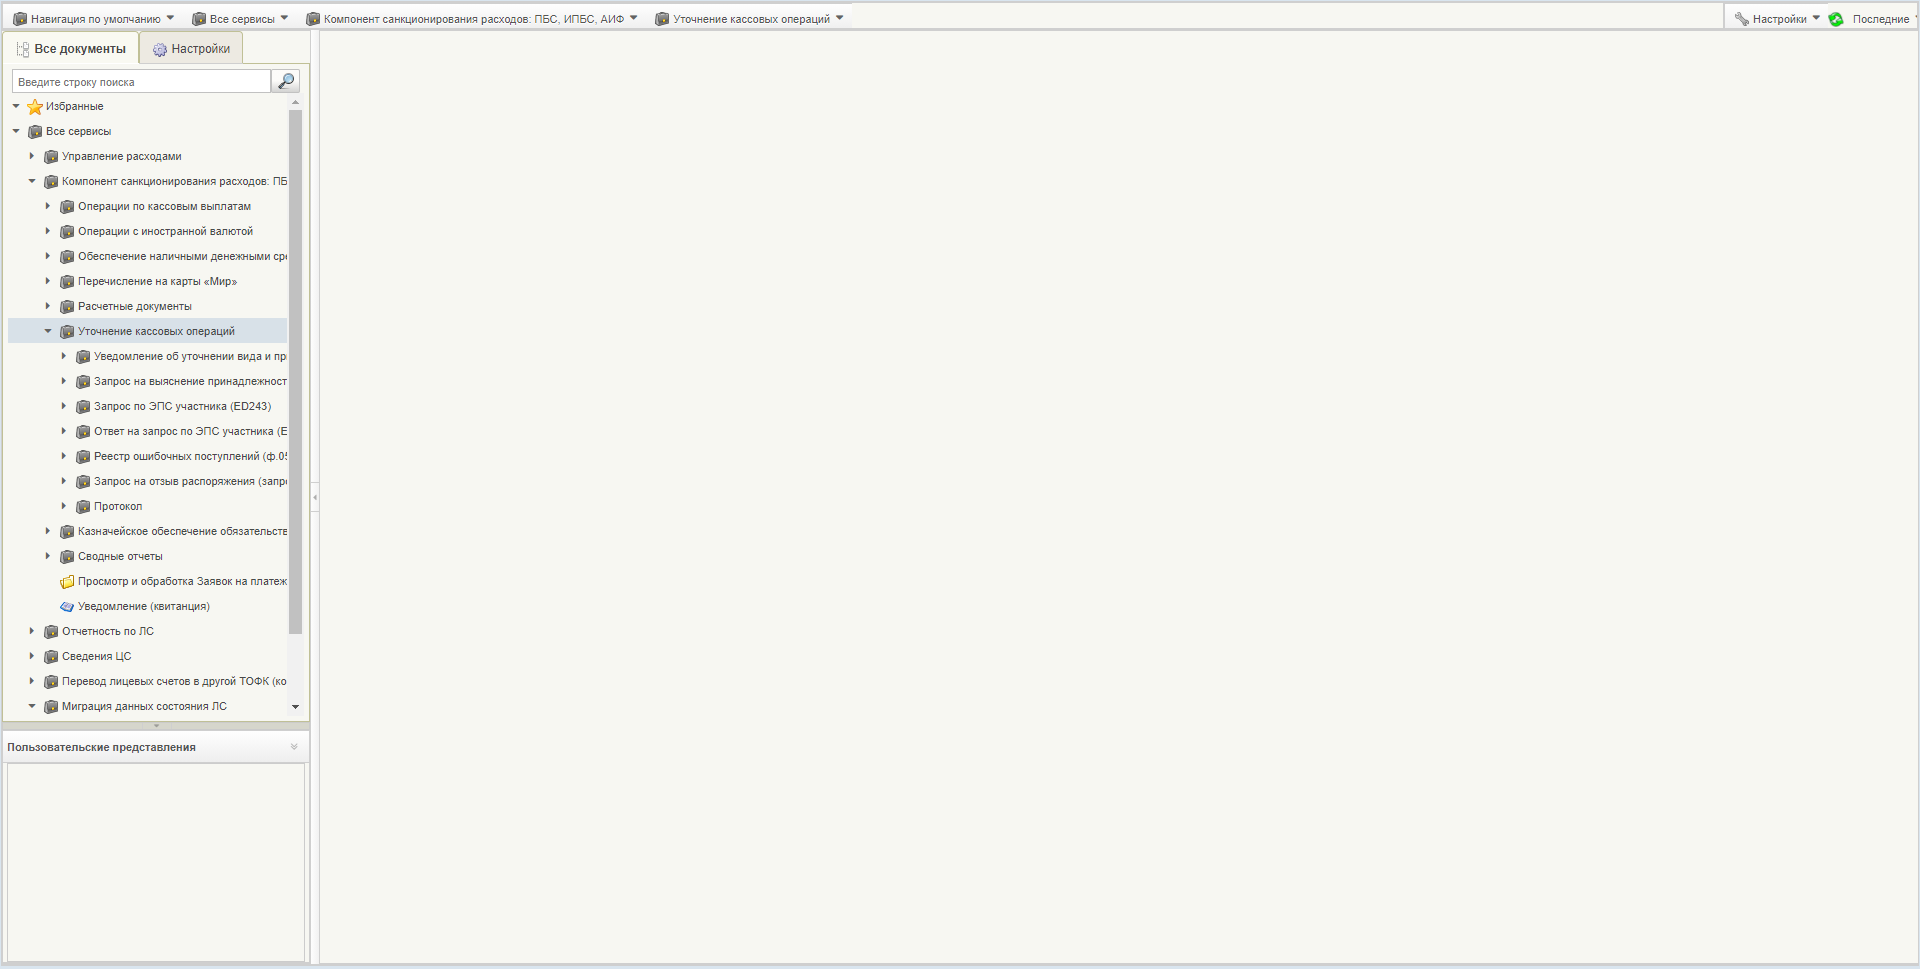 Навигация по умолчанию
Все сервисы
Компонент санкционирования расходов: ПБС, ИПБС, АИФ
Уточнение кассовых операций
Настройки
Последние
Все документы
Настройки
Введите строку поиска
Избранные
Все сервисы
Управление расходами
Компонент санкционирования расходов: ПБ
Операции по кассовым выплатам
Операции с иностранной валютой
Обеспечение наличными денежными сре
Перечисление на карты «Мир»
Расчетные документы
Уточнение кассовых операций
Уведомление об уточнении вида и пр
Запрос на выяснение принадлежност
Запрос по ЭПС участника (ED243)
Ответ на запрос по ЭПС участника (Е
Реестр ошибочных поступлений (ф.05
Запрос на отзыв распоряжения (запр
Протокол
Казначейское обеспечение обязательств
Сводные отчеты
Просмотр и обработка Заявок на платеж
Уведомление (квитанция)
Отчетность по ЛС
Сведения ЦС
Перевод лицевых счетов в другой ТОФК (ко
Миграция данных состояния ЛС
Пользовательские представления